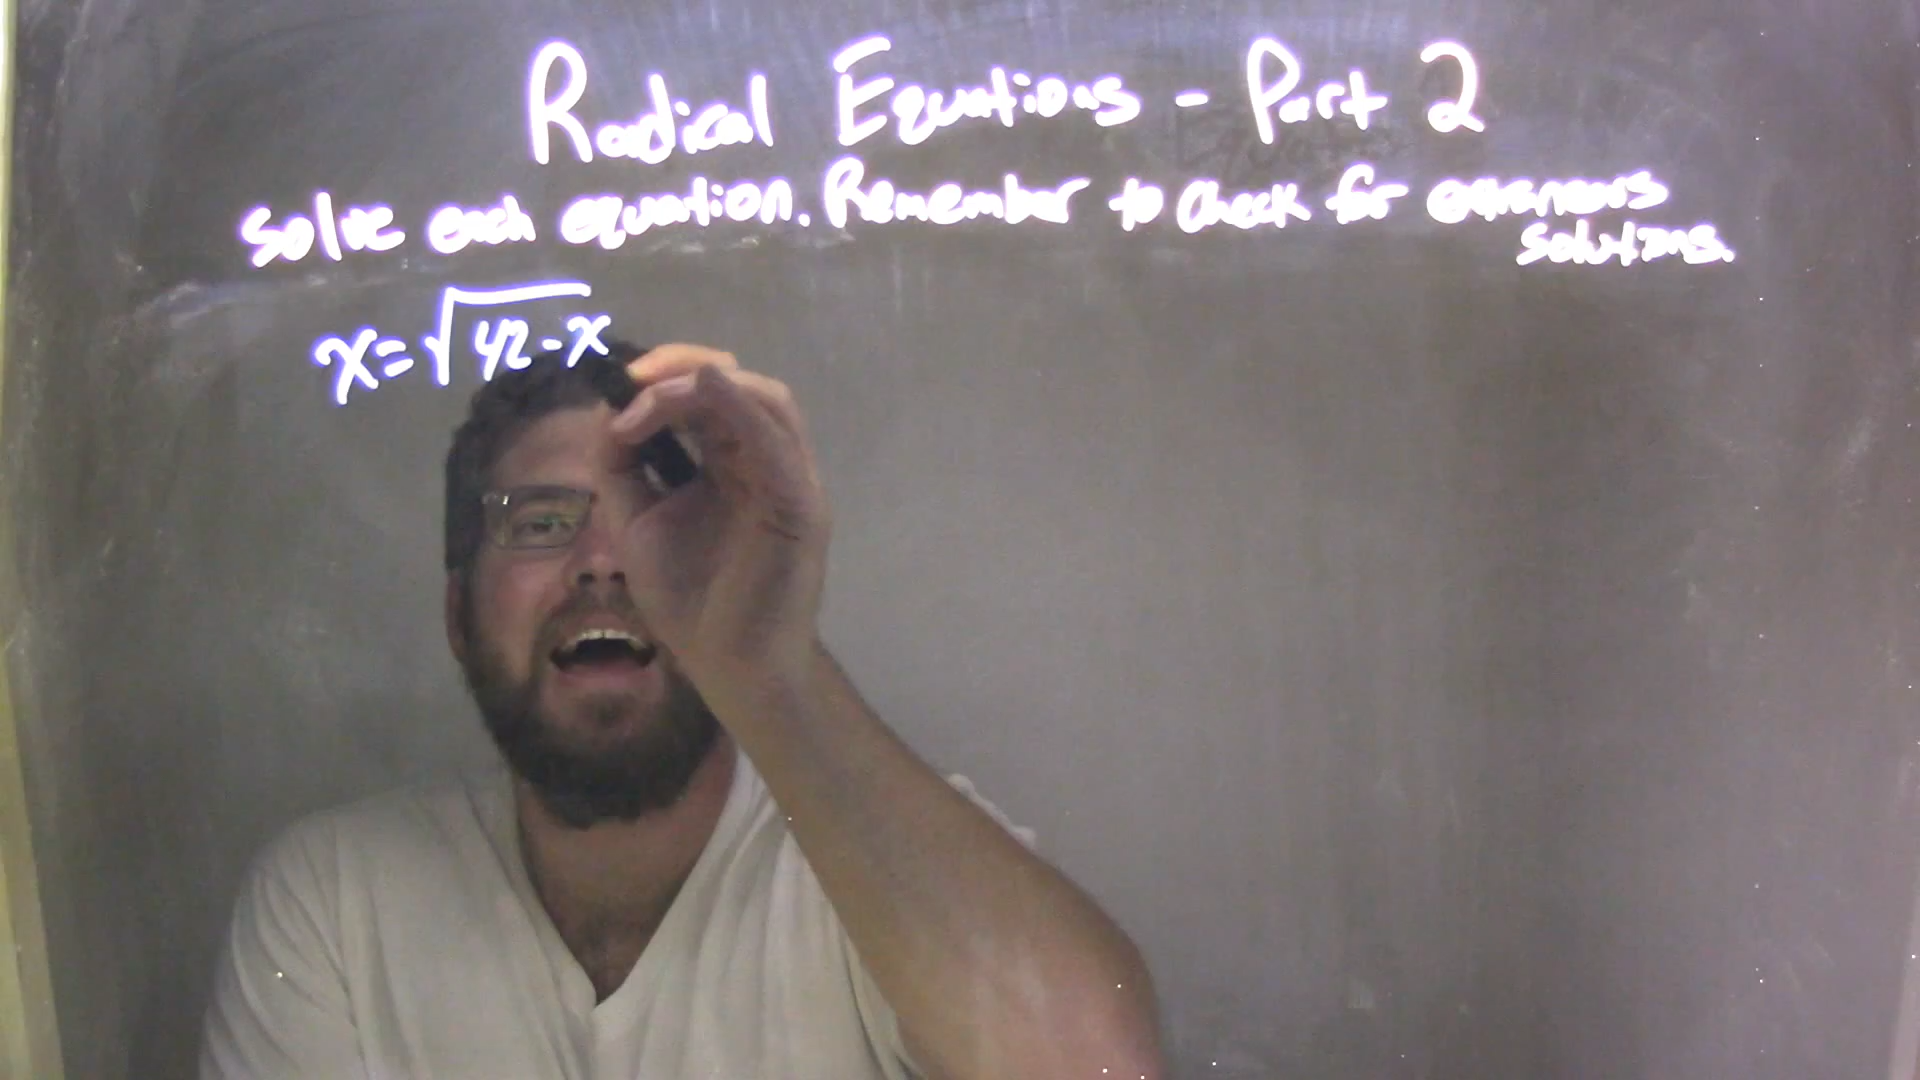 Radical Equations - Part 2
Solve each equation. Remember to check for extraneous
solutions.
x=√42-x